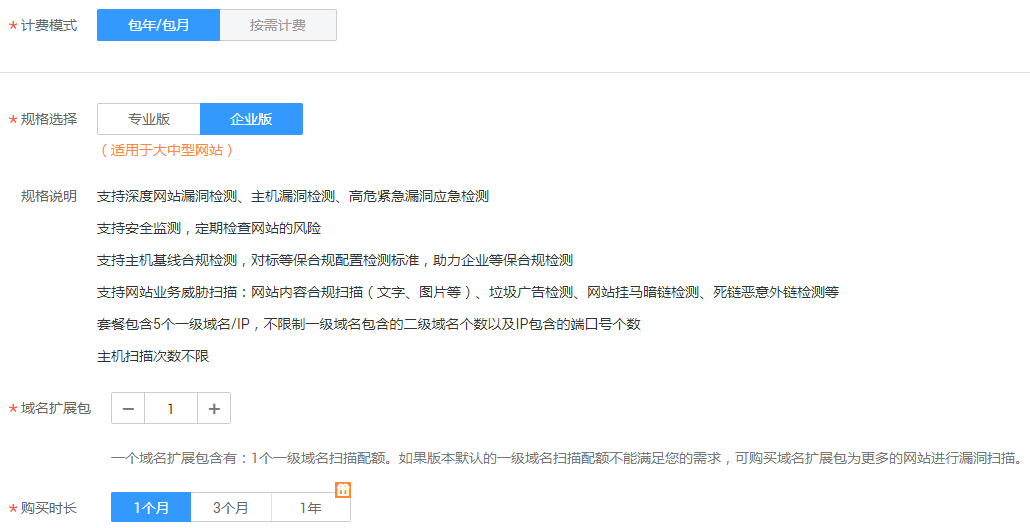 * 计费模式 包年/包月 按需计费
* 规格选择 专业版 企业版
（适用于大中型网站）
规格说明 支持深度网站漏洞检测、主机漏洞检测、高危紧急漏洞应急检测
支持安全监测，定期检查网站的风险
支持主机基线合规检测，对标等保合规配置检测标准，助力企业等保合规检测
支持网站业务威胁扫描：网站内容合规扫描（文字、图片等）、垃圾广告检测、网站挂马暗链检测、死链恶意外链检测等
套餐包含5个一级域名/IP，不限制一级域名包含的二级域名个数以及IP包含的端口号个数
主机扫描次数不限
* 域名扩展包 − 1 +
一个域名扩展包含有：1个一级域名扫描配额。如果版本默认的一级域名扫描配额不能满足您的需求，可购买域名扩展包为更多的网站进行漏洞扫描。
* 购买时长 1个月 3个月 1年